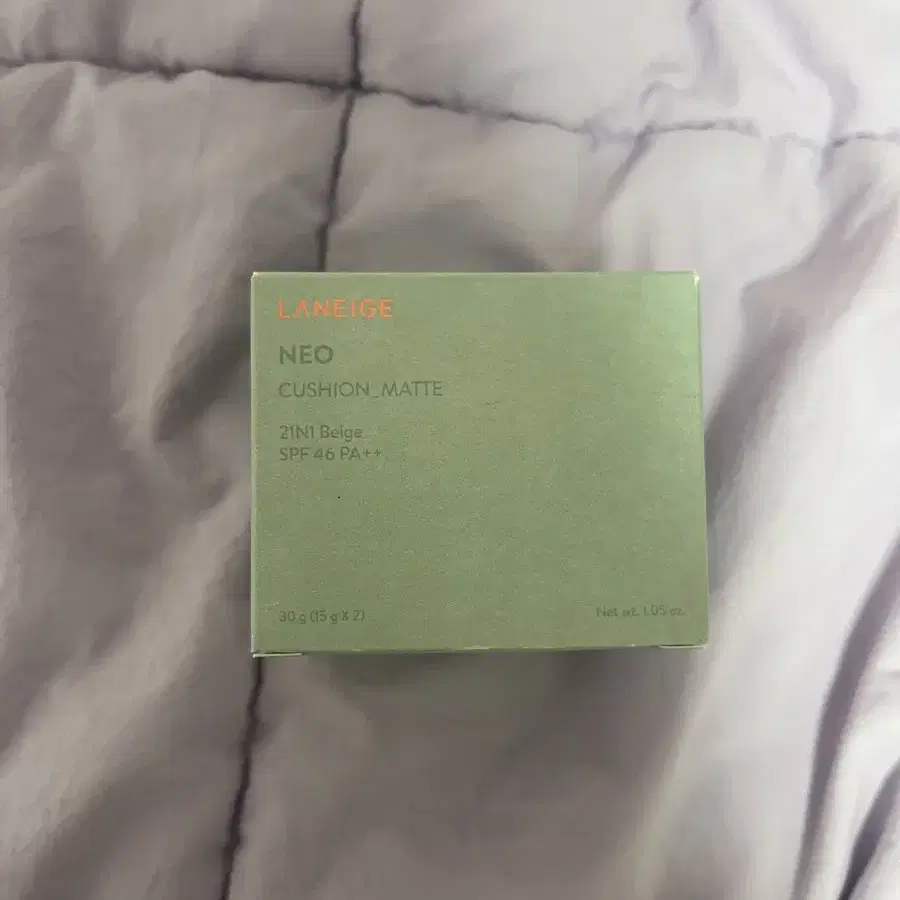 LANEIGE
NEO
CUSHION_MATTE
21N1 Beige
SPF 46 PA++
30 g (15 g X 2)
Net wt. 1.05 oz.